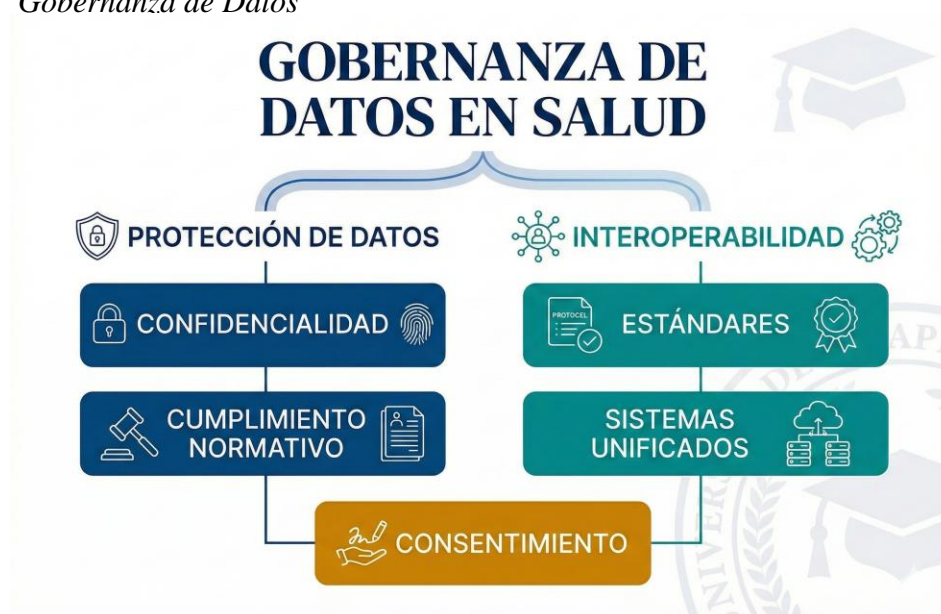 Gobernanza de Datos
GOBERNANZA DE
DATOS EN SALUD
PROTECCIÓN DE DATOS
CONFIDENCIALIDAD
CUMPLIMIENTO
NORMATIVO
INTEROPERABILIDAD
PROTOCEL
ESTÁNDARES
SISTEMAS
UNIFICADOS
CONSENTIMIENTO